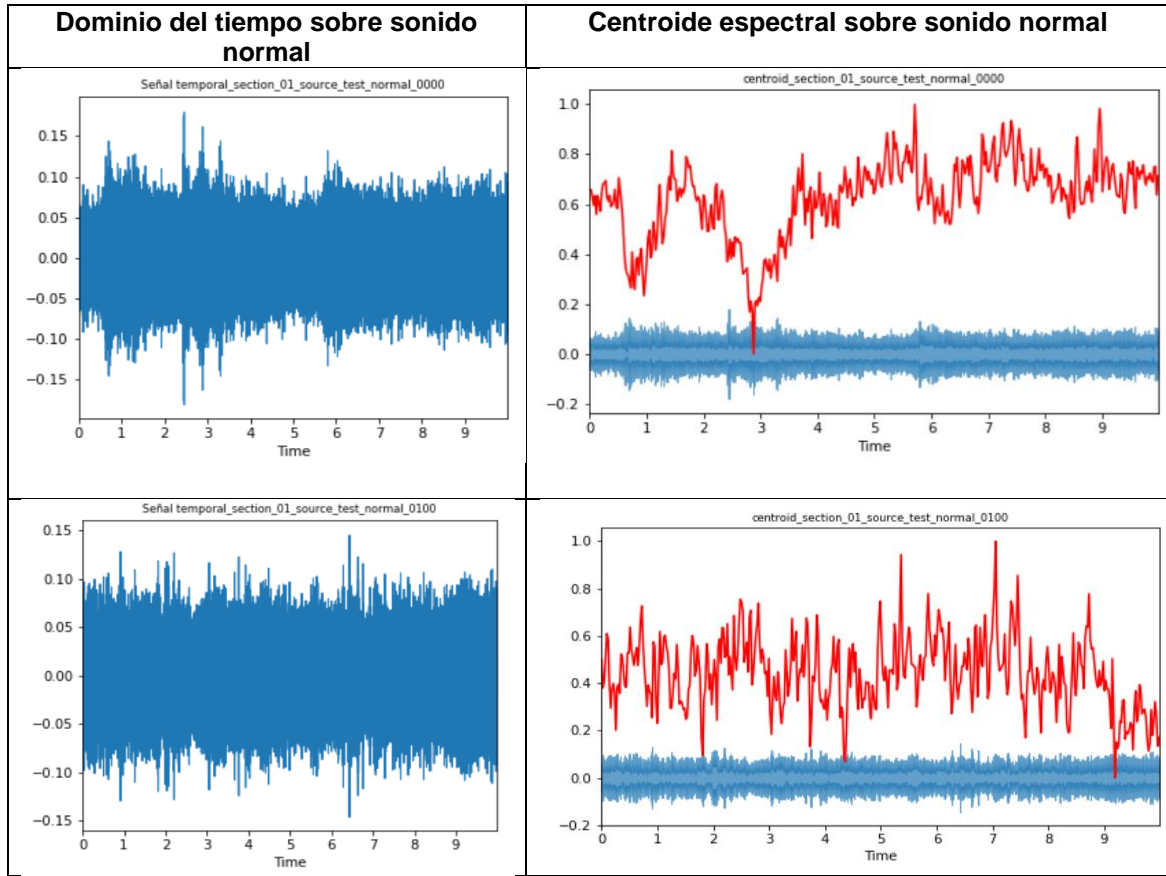 Dominio del tiempo sobre sonido
normal
Centroide espectral sobre sonido normal
Señal temporal_section_01_source_test_normal_0000
0.15
0.10
0.05
0.00
−0.05
−0.10
−0.15
0 1 2 3 4 5 6 7 8 9
Time
centroid_section_01_source_test_normal_0000
1.0
0.8
0.6
0.4
0.2
0.0
−0.2
0 1 2 3 4 5 6 7 8 9
Time
Señal temporal_section_01_source_test_normal_0100
0.15
0.10
0.05
0.00
−0.05
−0.10
−0.15
0 1 2 3 4 5 6 7 8 9
Time
centroid_section_01_source_test_normal_0100
1.0
0.8
0.6
0.4
0.2
0.0
−0.2
0 1 2 3 4 5 6 7 8 9
Time